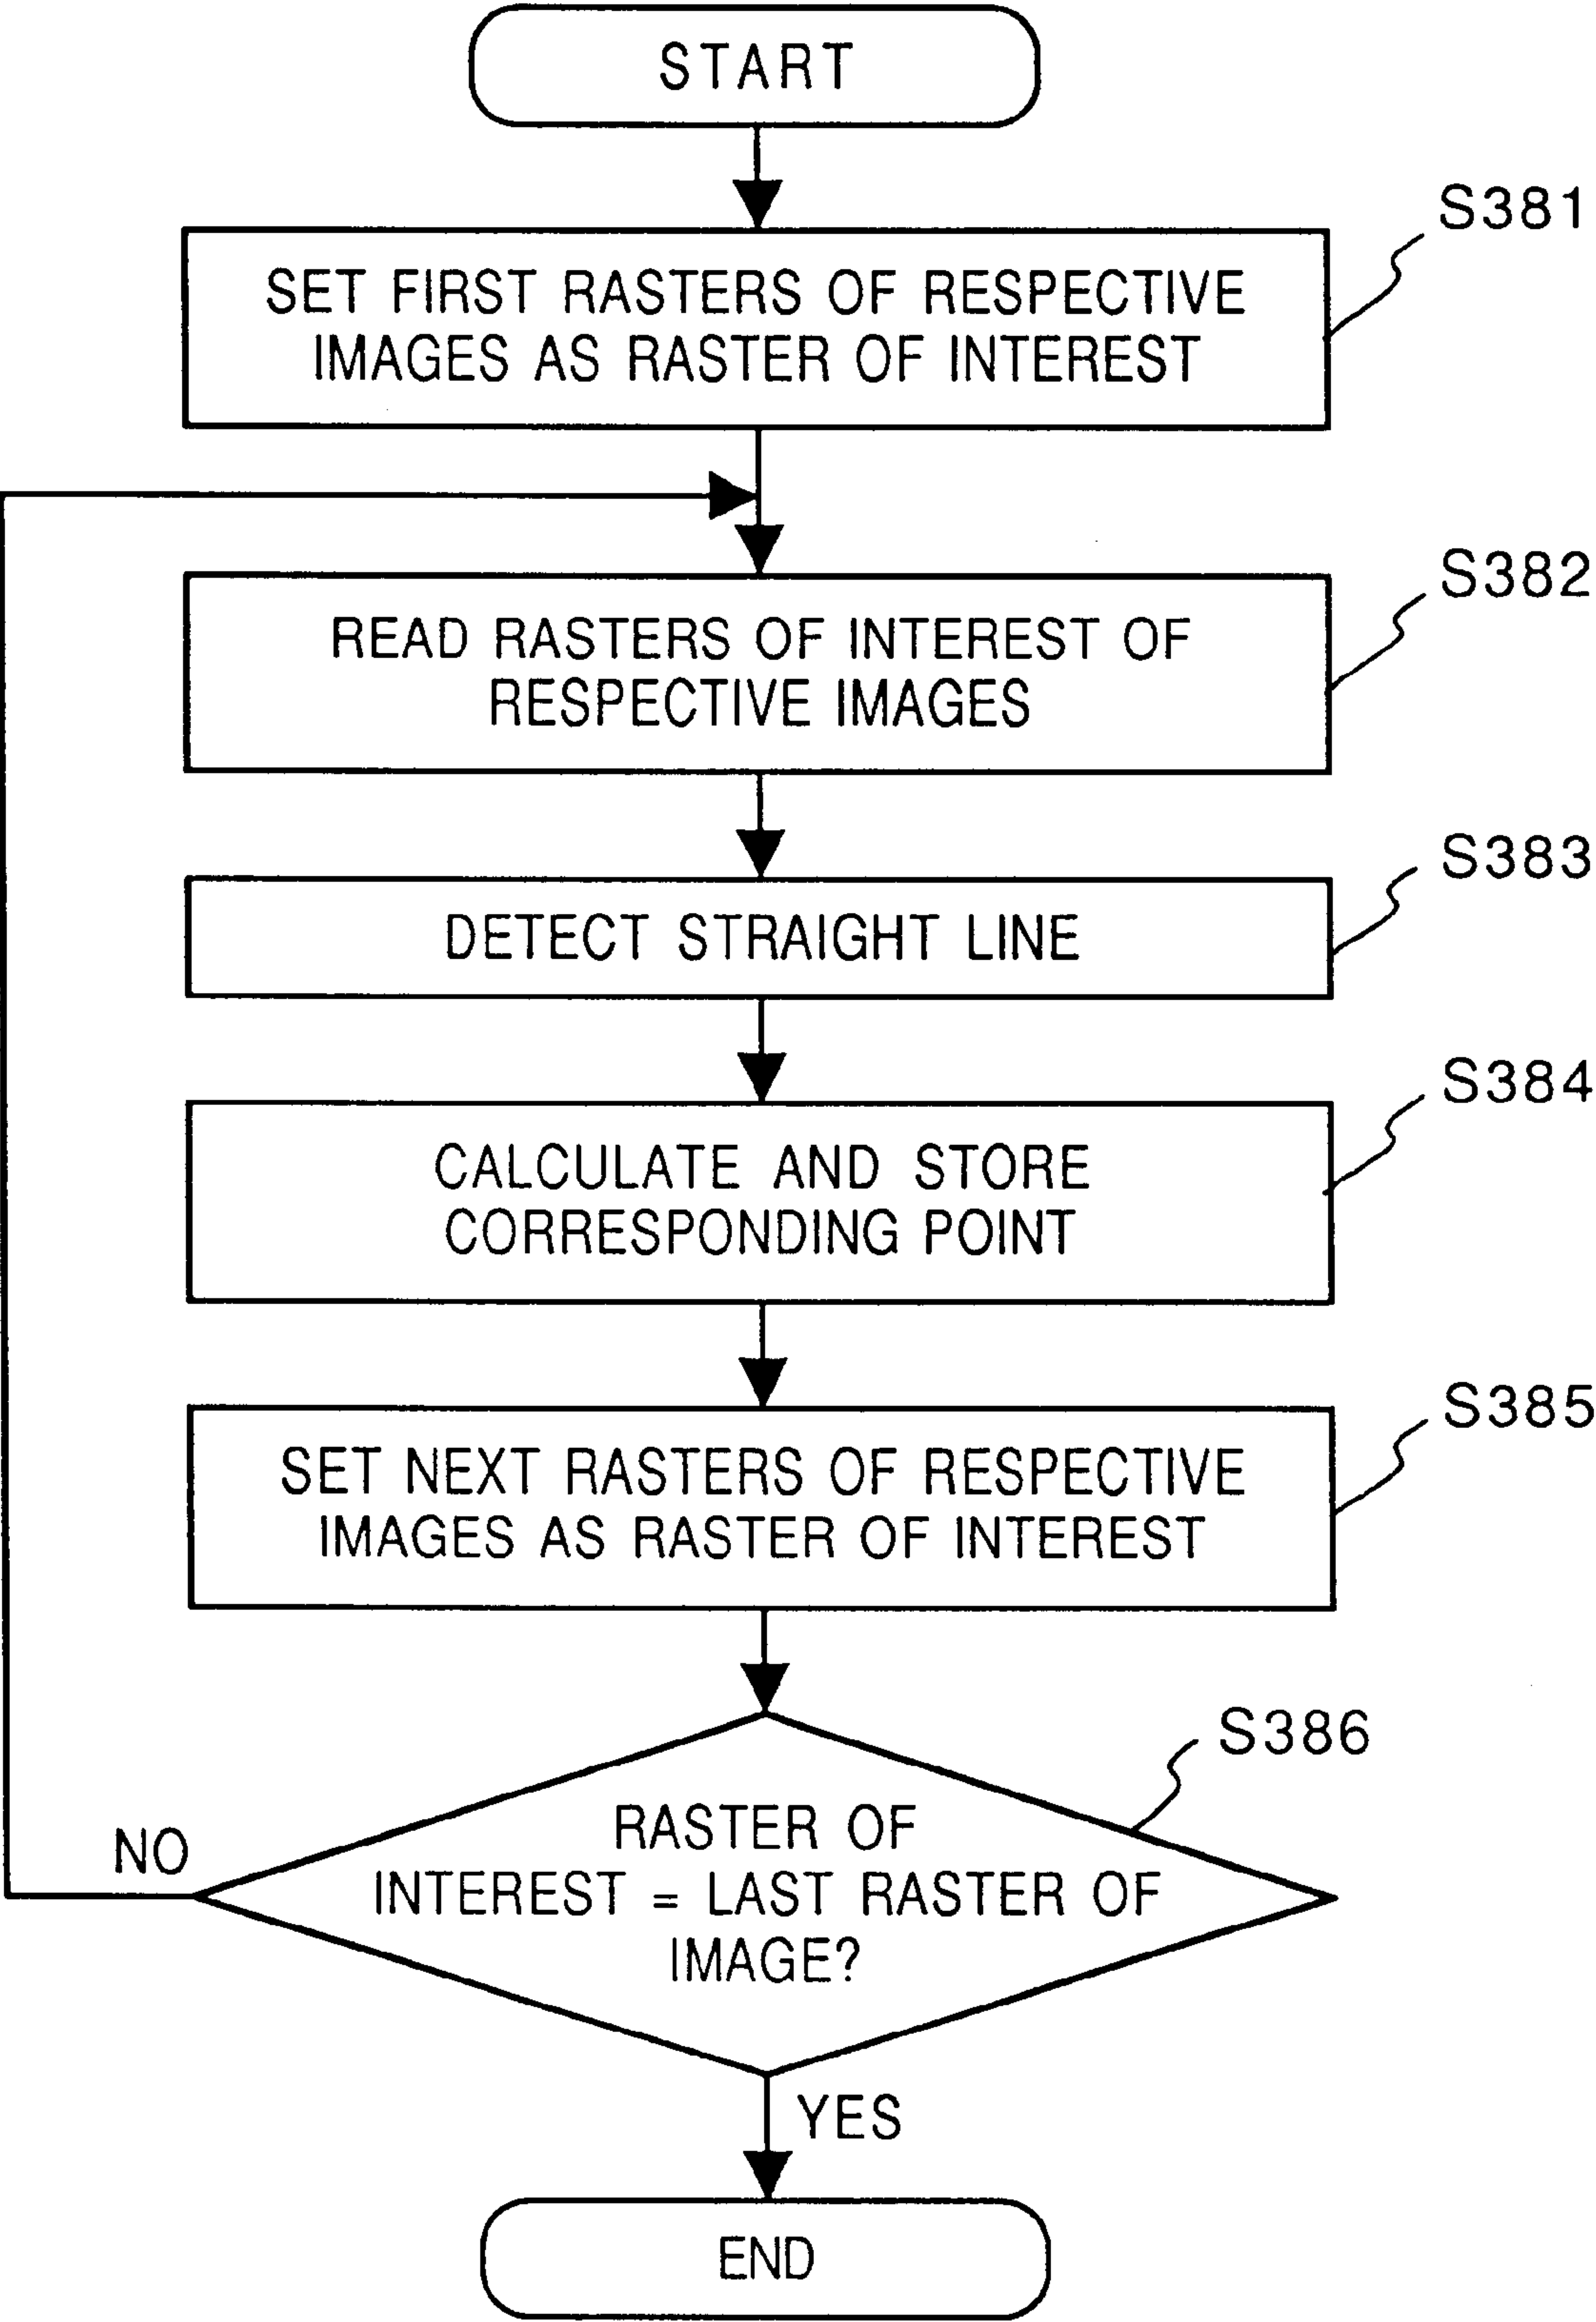 START
S381
SET FIRST RASTERS OF RESPECTIVE
IMAGES AS RASTER OF INTEREST
S382
READ RASTERS OF INTEREST OF
RESPECTIVE IMAGES
S383
DETECT STRAIGHT LINE
S384
CALCULATE AND STORE
CORRESPONDING POINT
S385
SET NEXT RASTERS OF RESPECTIVE
IMAGES AS RASTER OF INTEREST
S386
RASTER OF
INTEREST = LAST RASTER OF
IMAGE?
NO
YES
END